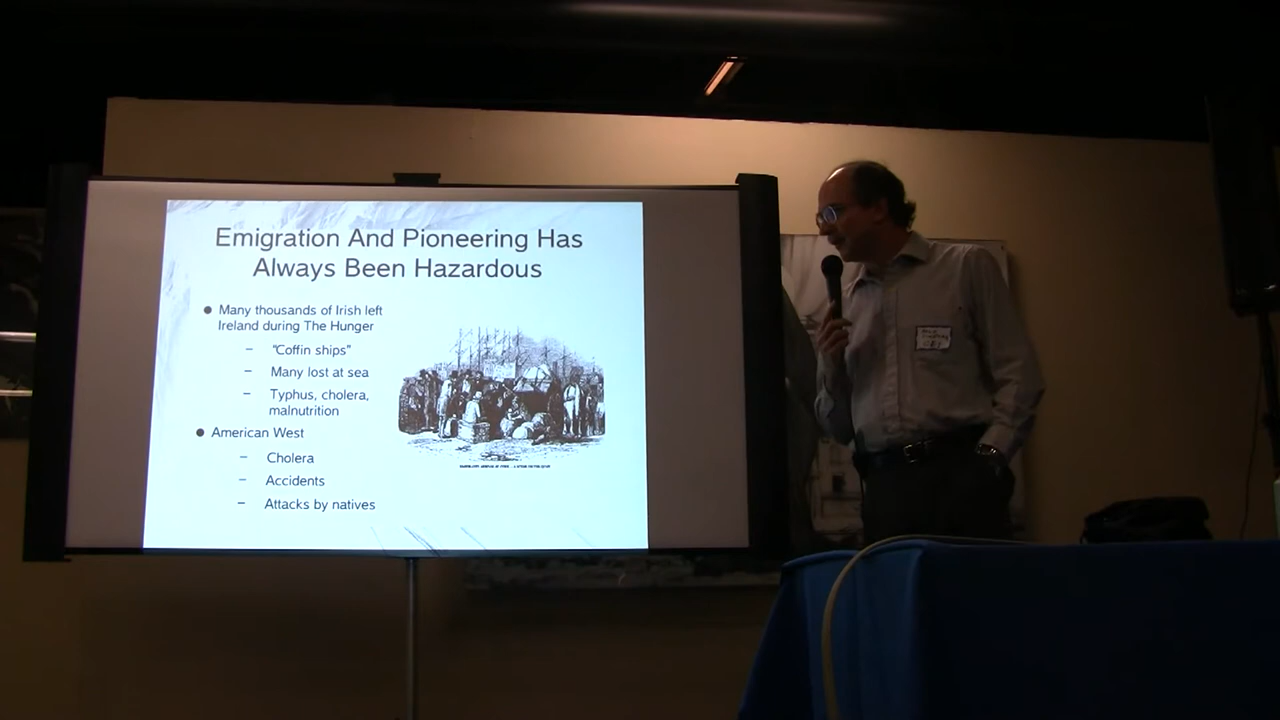 Emigration And Pioneering Has
Always Been Hazardous
● Many thousands of Irish left
Ireland during The Hunger
– "Coffin ships"
– Many lost at sea
– Typhus, cholera,
malnutrition
● American West
– Cholera
– Accidents
– Attacks by natives